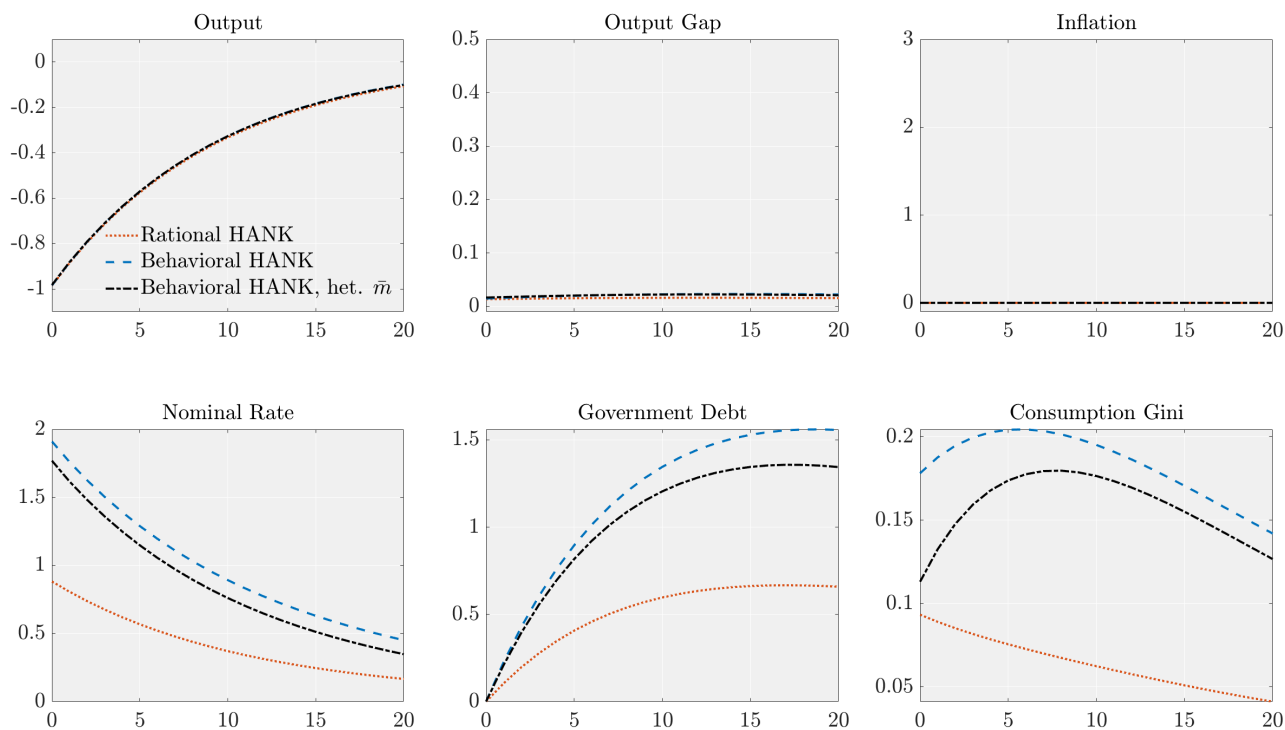 Output
0
-0.2
-0.4
-0.6
-0.8
-1
Rational HANK
Behavioral HANK
Behavioral HANK, het. m̄
0 5 10 15 20
Output Gap
0.5
0.4
0.3
0.2
0.1
0
0 5 10 15 20
Inflation
3
2
1
0
0 5 10 15 20
Nominal Rate
2
1.5
1
0.5
0
0 5 10 15 20
Government Debt
1.5
1
0.5
0
0 5 10 15 20
Consumption Gini
0.2
0.15
0.1
0.05
0 5 10 15 20